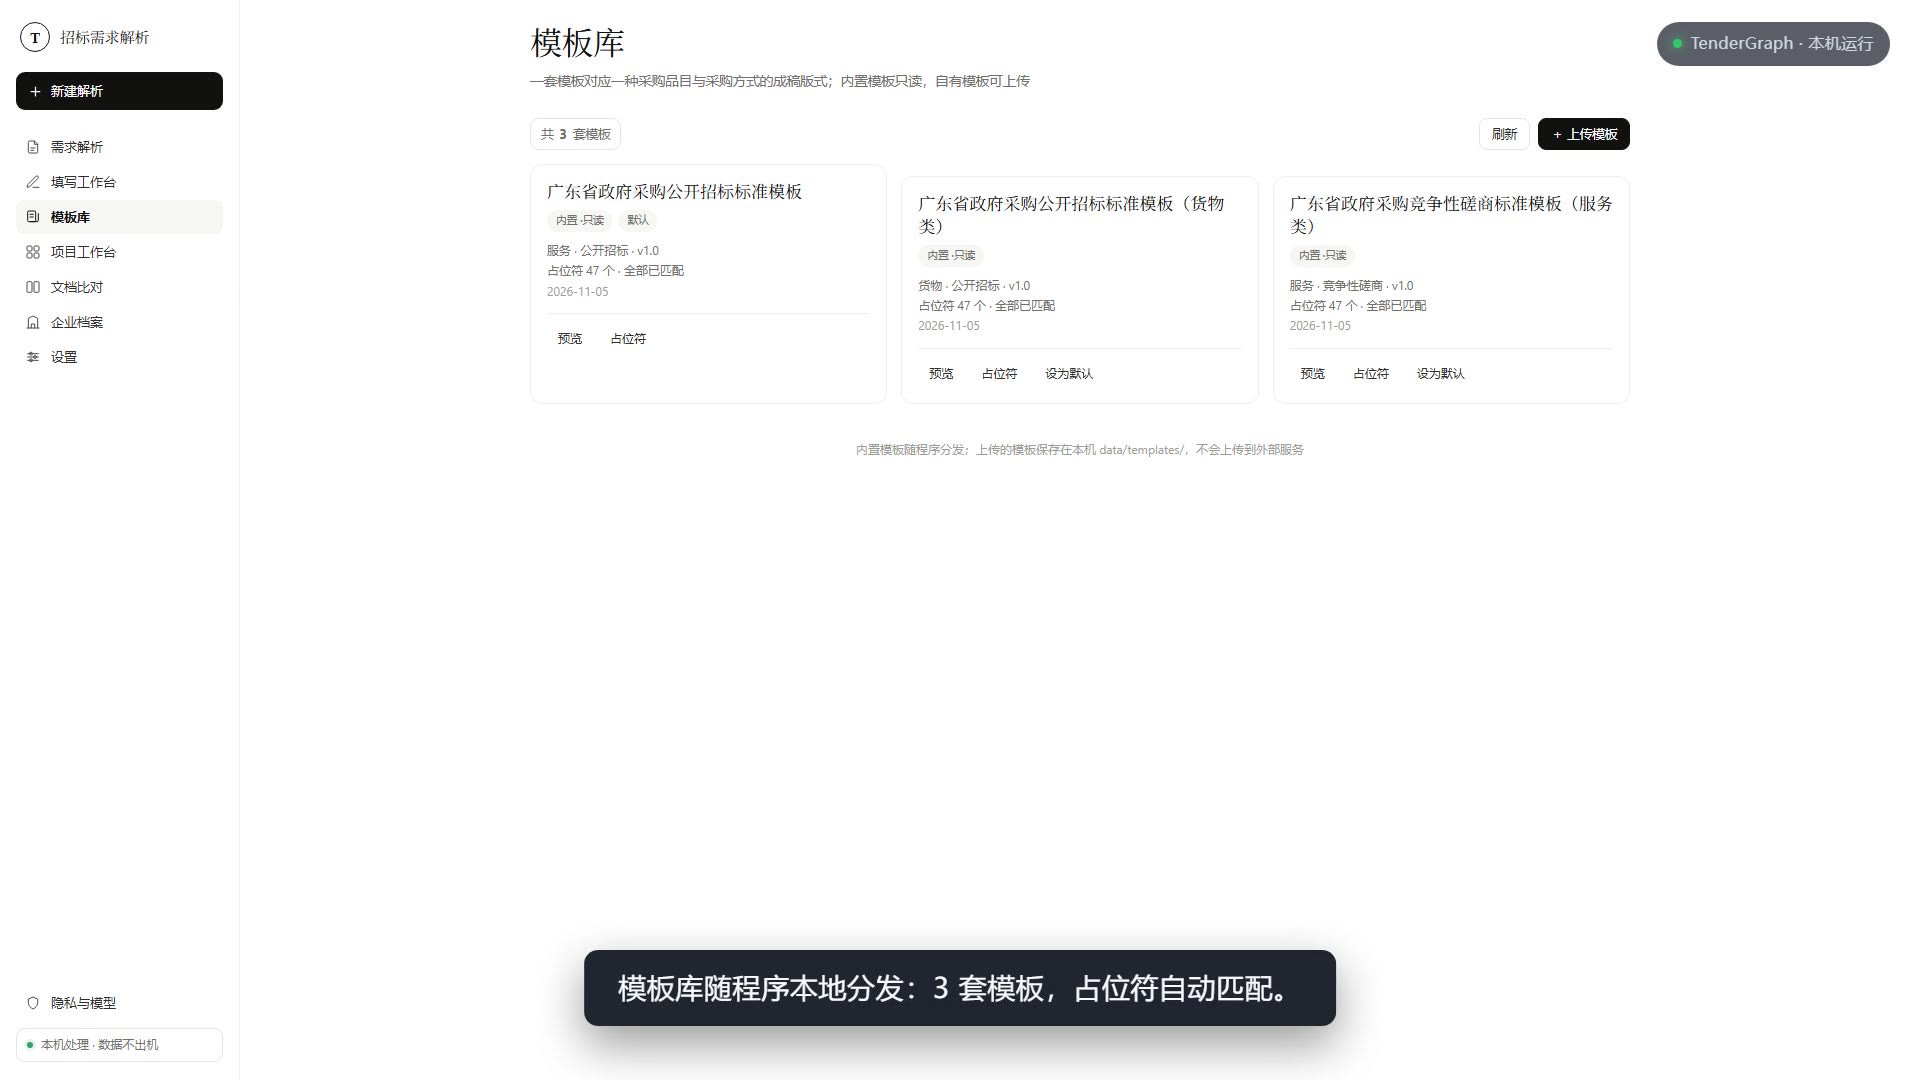 T 招标需求解析
+ 新建解析
需求解析
填写工作台
模板库
项目工作台
文档比对
企业档案
设置
隐私与模型
本机处理 · 数据不出机
模板库
一套模板对应一种采购品目与采购方式的成稿版式；内置模板只读，自有模板可上传
TenderGraph · 本机运行
共 3 套模板
刷新
+ 上传模板
广东省政府采购公开招标标准模板
内置 ·只读 默认
服务 · 公开招标 · v1.0
占位符 47 个 · 全部已匹配
2026-11-05
预览 占位符
广东省政府采购公开招标标准模板（货物
类）
内置 ·只读
货物 · 公开招标 · v1.0
占位符 47 个 · 全部已匹配
2026-11-05
预览 占位符 设为默认
广东省政府采购竞争性磋商标准模板（服务
类）
内置 ·只读
服务 · 竞争性磋商 · v1.0
占位符 47 个 · 全部已匹配
2026-11-05
预览 占位符 设为默认
内置模板随程序分发；上传的模板保存在本机 data/templates/，不会上传到外部服务
模板库随程序本地分发：3 套模板，占位符自动匹配。